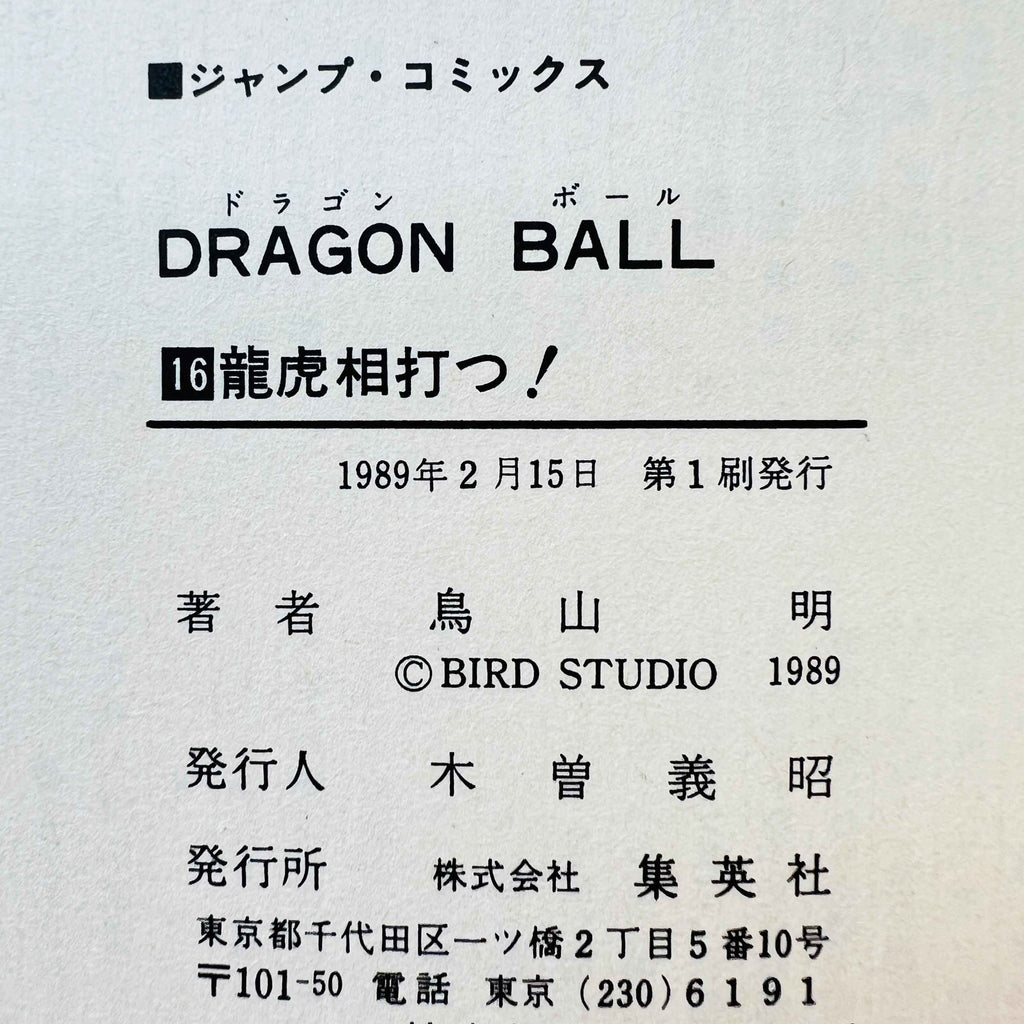 ■ジャンプ・コミックス
ドラゴン ボール
DRAGON BALL
16龍虎相打つ!
1989年2月15日 第1刷発行
著者 鳥山明
©BIRD STUDIO 1989
発行人 木曽義昭
発行所 株式会社 集英社
東京都千代田区一ツ橋2丁目5番10号
〒101-50 電話 東京(230)6191